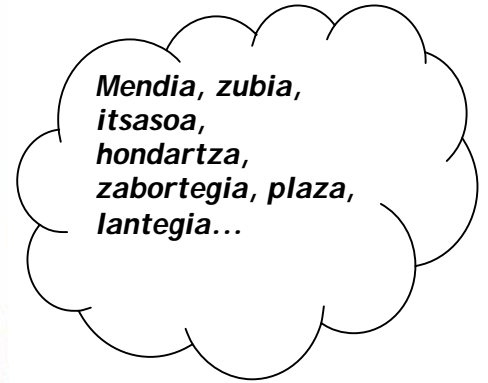 Mendia, zubia,
itsasoa,
hondartza,
zabortegia, plaza,
lantegia...